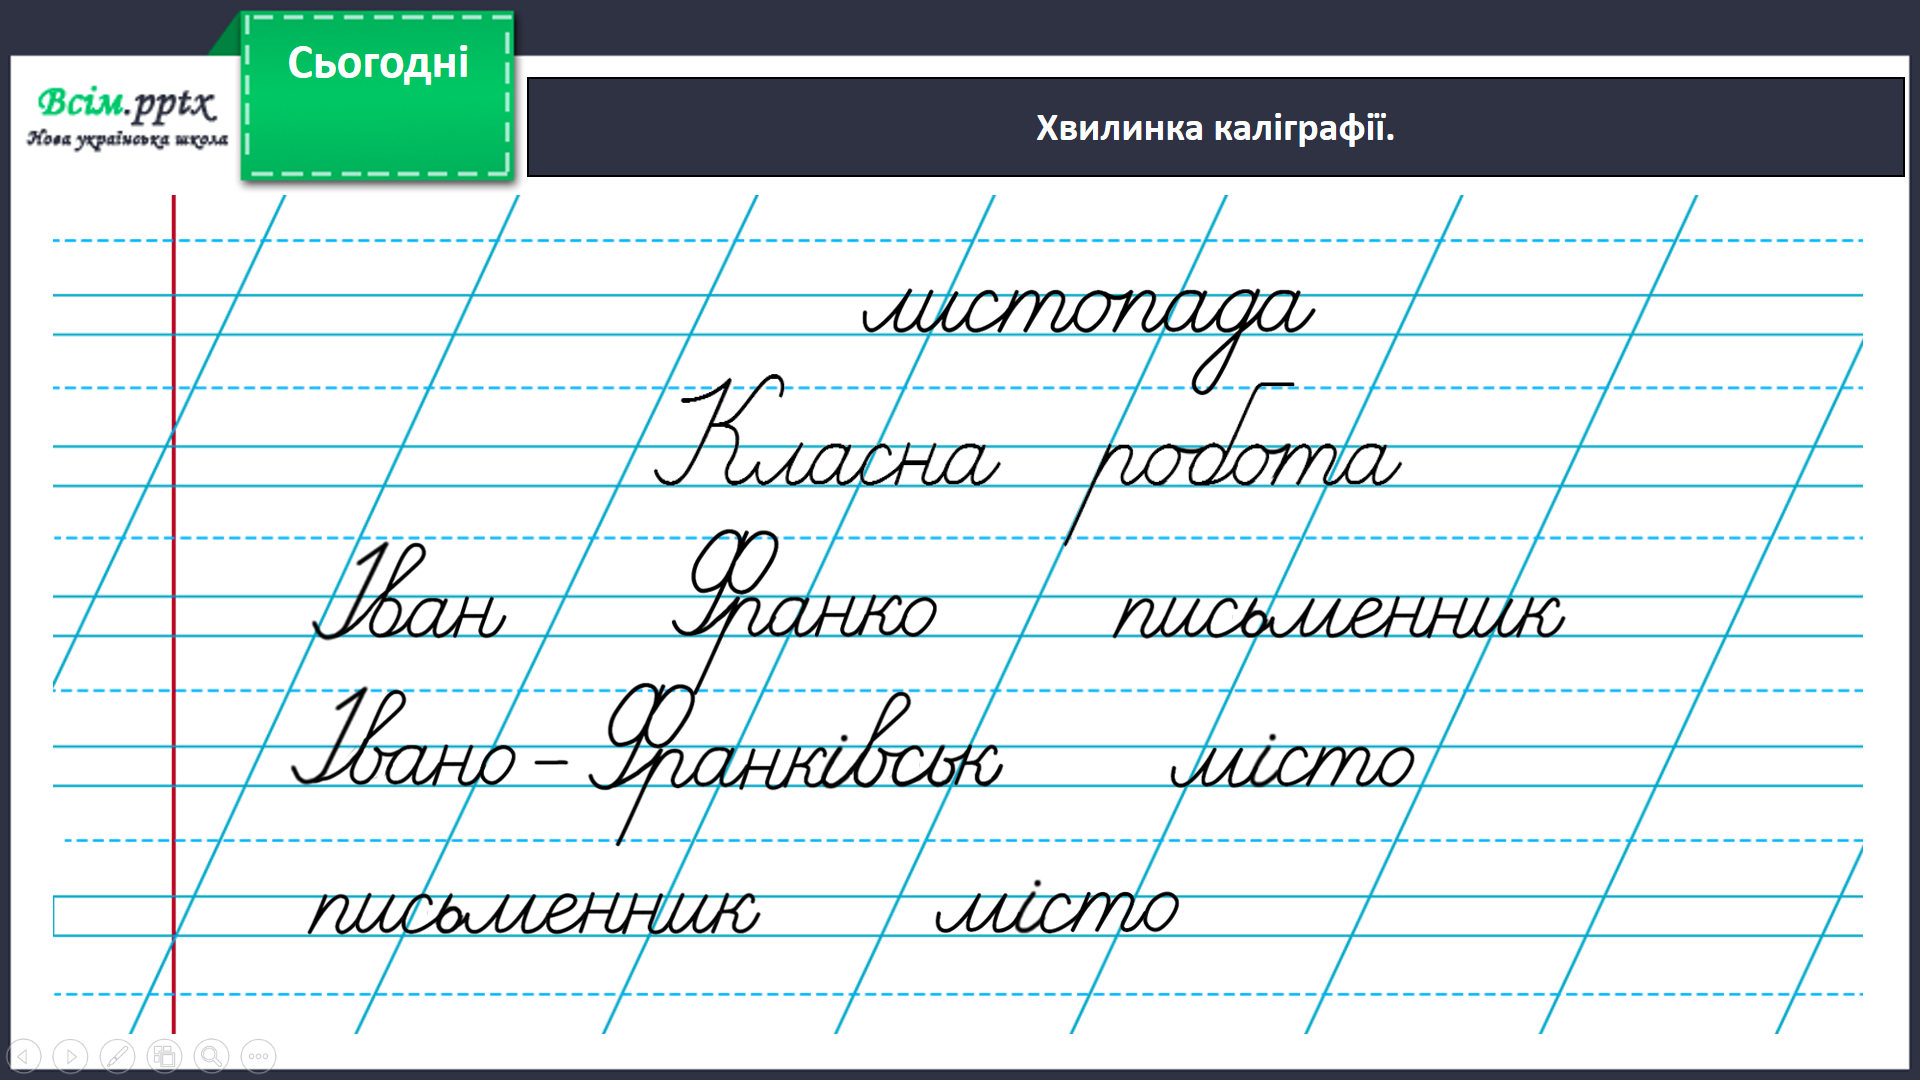 Сьогодні
Всім.pptx
Нова українська школа
Хвилинка каліграфії.
листопада
Класна робота
Іван Франко письменник
Івано-Франківськ місто
письменник місто